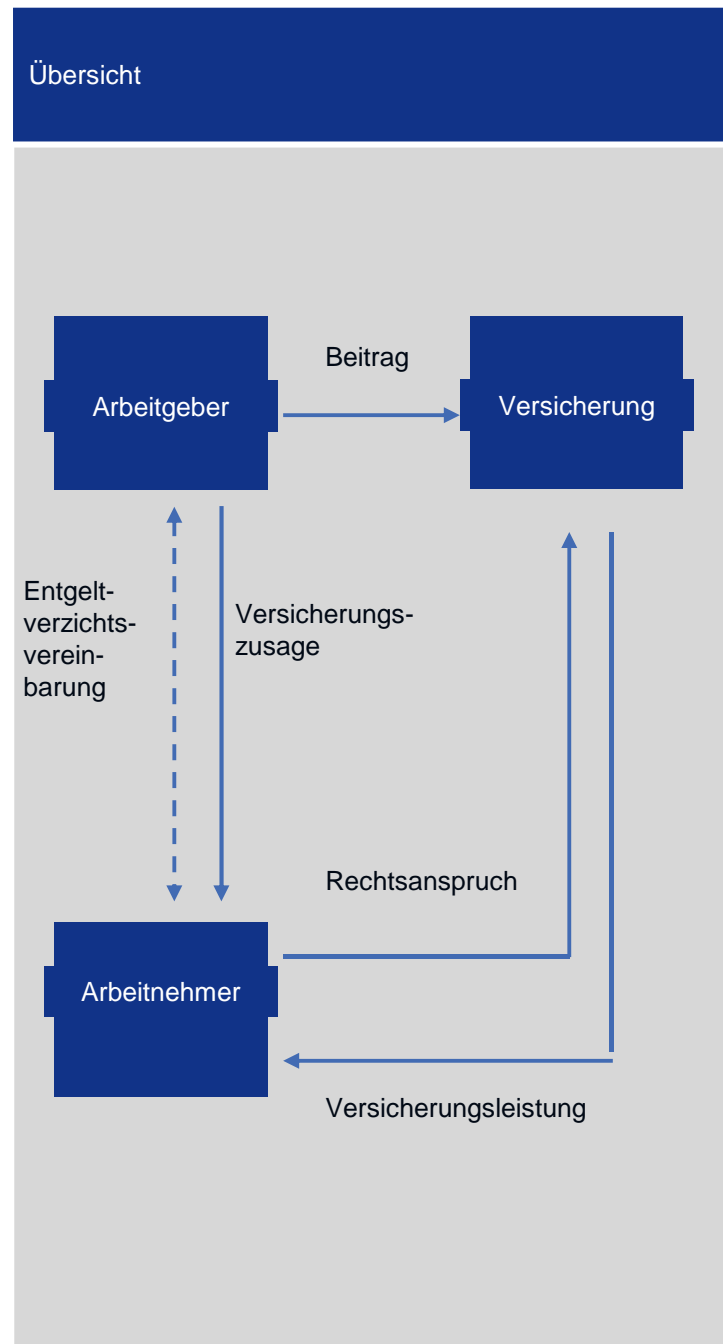 Übersicht
Beitrag
Arbeitgeber
Versicherung
Entgelt-
verzichts-
verein-
barung
Versicherungs-
zusage
Rechtsanspruch
Arbeitnehmer
Versicherungsleistung